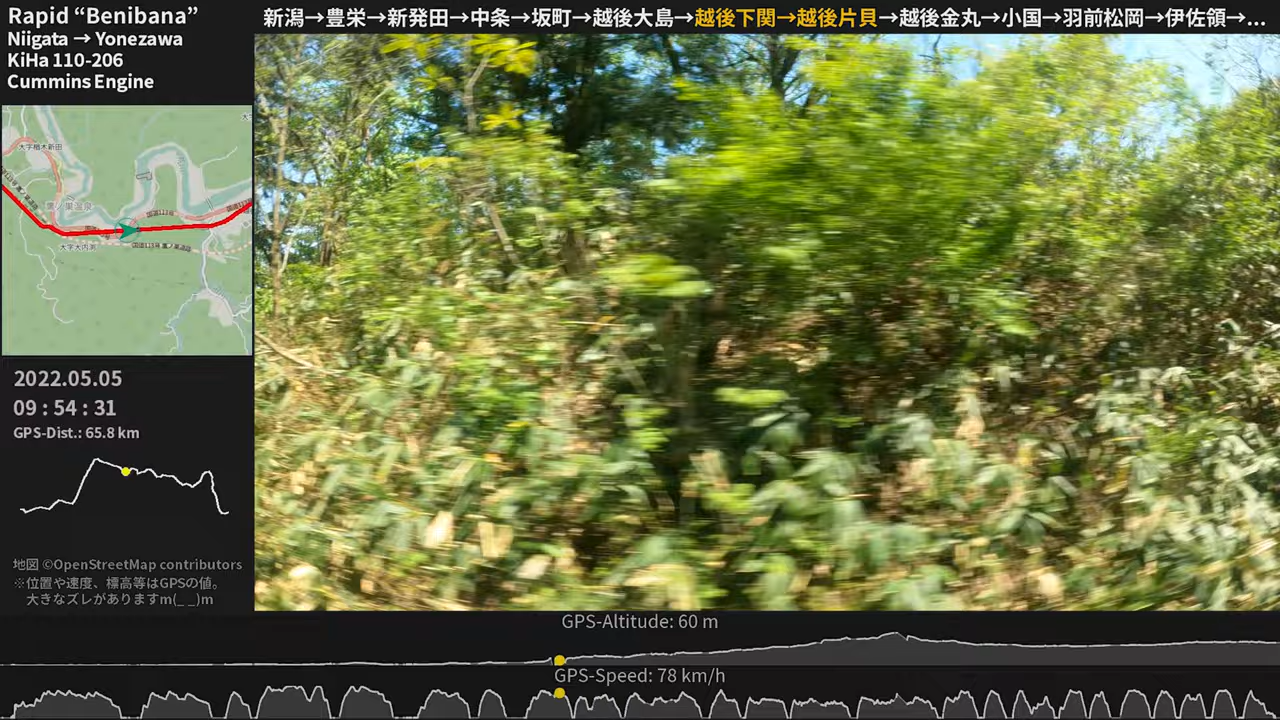 Rapid “Benibana”
Niigata → Yonezawa
KiHa 110-206
Cummins Engine
新潟→豊栄→新発田→中条→坂町→越後大島→越後下関→越後片貝→越後金丸→小国→羽前松岡→伊佐領→…
2022.05.05
09 : 54 : 31
GPS-Dist.: 65.8 km
地図 ©OpenStreetMap contributors
※位置や速度、標高等はGPSの値。
大きなズレがありますm(_ _)m
GPS-Altitude: 60 m
GPS-Speed: 78 km/h